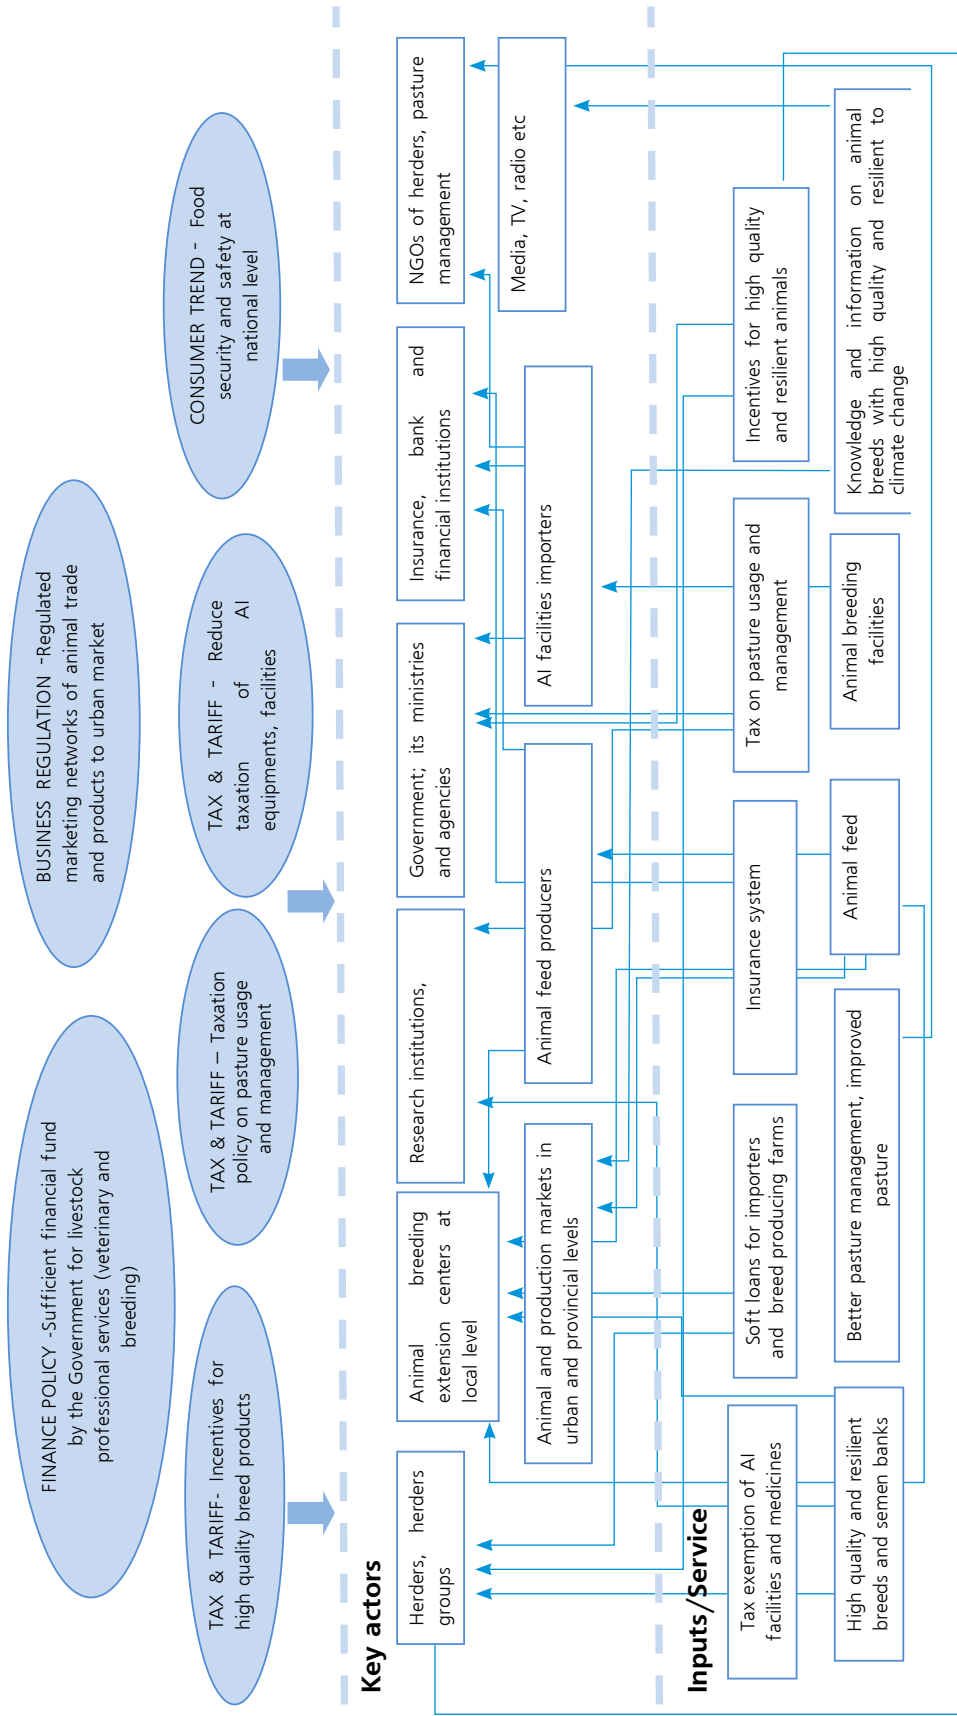 FINANCE POLICY -Sufficient financial fund
by the Government for livestock
professional services (veterinary and
breeding)
BUSINESS REGULATION -Regulated
marketing networks of animal trade
and products to urban market
TAX & TARIFF- Incentives for
high quality breed products
TAX & TARIFF – Taxation
policy on pasture usage
and management
TAX & TARIFF - Reduce
taxation of AI
equipments, facilities
CONSUMER TREND - Food
security and safety at
national level
Key actors
Herders, herders
groups
Animal breeding
extension centers at
local level
Research institutions,
Government; its ministries
and agencies
Insurance, bank and
financial institutions
NGOs of herders, pasture
management
Animal and production markets in
urban and provincial levels
Animal feed producers
AI facilities importers
Media, TV, radio etc
Inputs/Service
Tax exemption of AI
facilities and medicines
Soft loans for importers
and breed producing farms
Insurance system
Tax on pasture usage and
management
Incentives for high quality
and resilient animals
High quality and resilient
breeds and semen banks
Better pasture management, improved
pasture
Animal feed
Animal breeding
facilities
Knowledge and information on animal
breeds with high quality and resilient to
climate change